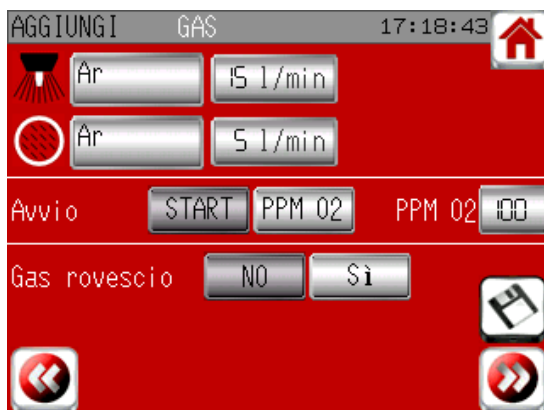 AGGIUNGI GAS 17:18:43
Ar 15 l/min
Ar 5 l/min
Avvio START PPM O2 PPM O2 100
Gas rovescio NO Sì